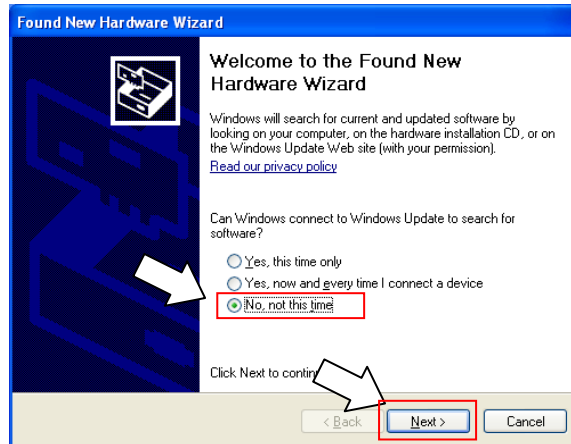 Found New Hardware Wizard
Welcome to the Found New
Hardware Wizard
Windows will search for current and updated software by
looking on your computer, on the hardware installation CD, or on
the Windows Update Web site (with your permission).
Read our privacy policy
Can Windows connect to Windows Update to search for
software?
Yes, this time only
Yes, now and every time I connect a device
No, not this time
Click Next to contin
< Back
Next >
Cancel